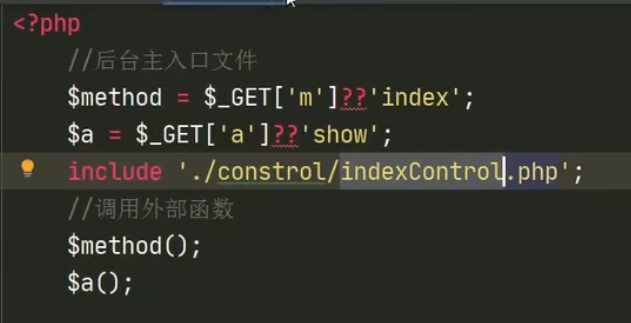 <?php
//后台主入口文件
$method = $_GET['m']??'index';
$a = $_GET['a']??'show';
include './constrol/indexControl.php';
//调用外部函数
$method();
$a();